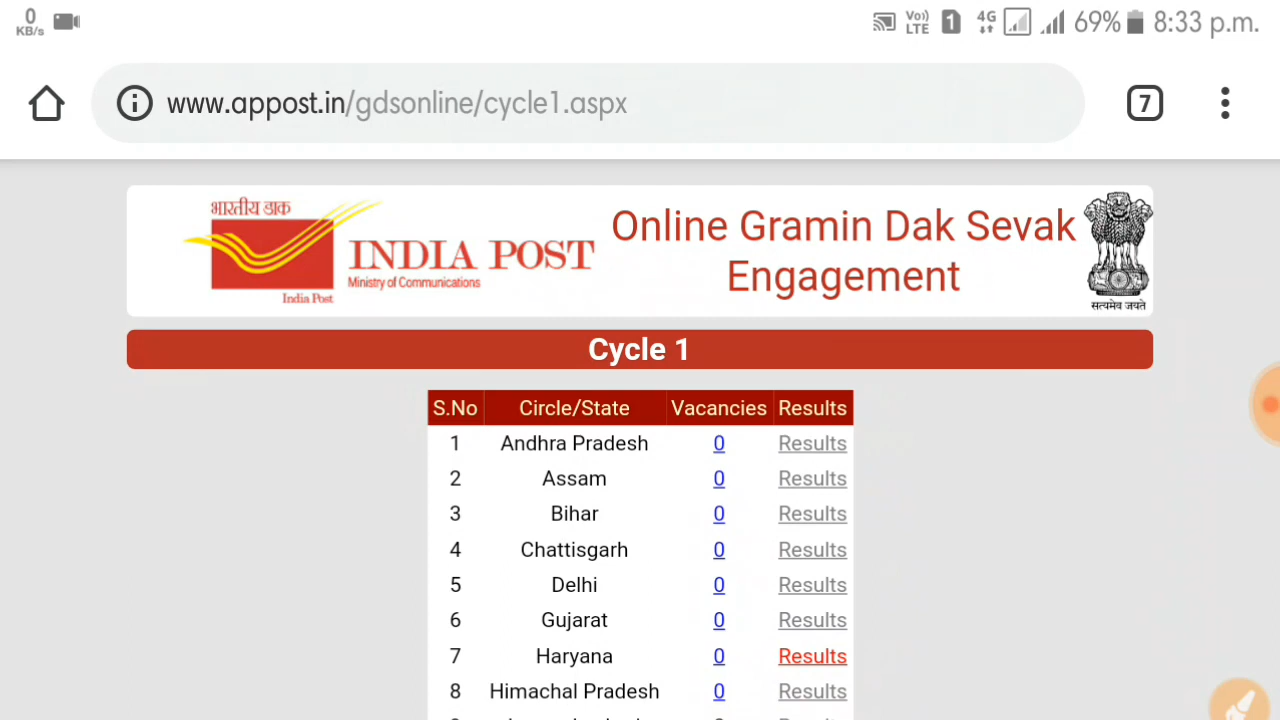 0
KB/s
Vo) LTE 1 4G 69% 8:33 p.m.
www.appost.in/gdsonline/cycle1.aspx
7
भारतीय डाक
INDIA POST
Ministry of Communications
India Post
Online Gramin Dak Sevak
Engagement
सत्यमेव जयते
Cycle 1
S.No Circle/State Vacancies Results
1 Andhra Pradesh 0 Results
2 Assam 0 Results
3 Bihar 0 Results
4 Chattisgarh 0 Results
5 Delhi 0 Results
6 Gujarat 0 Results
7 Haryana 0 Results
8 Himachal Pradesh 0 Results